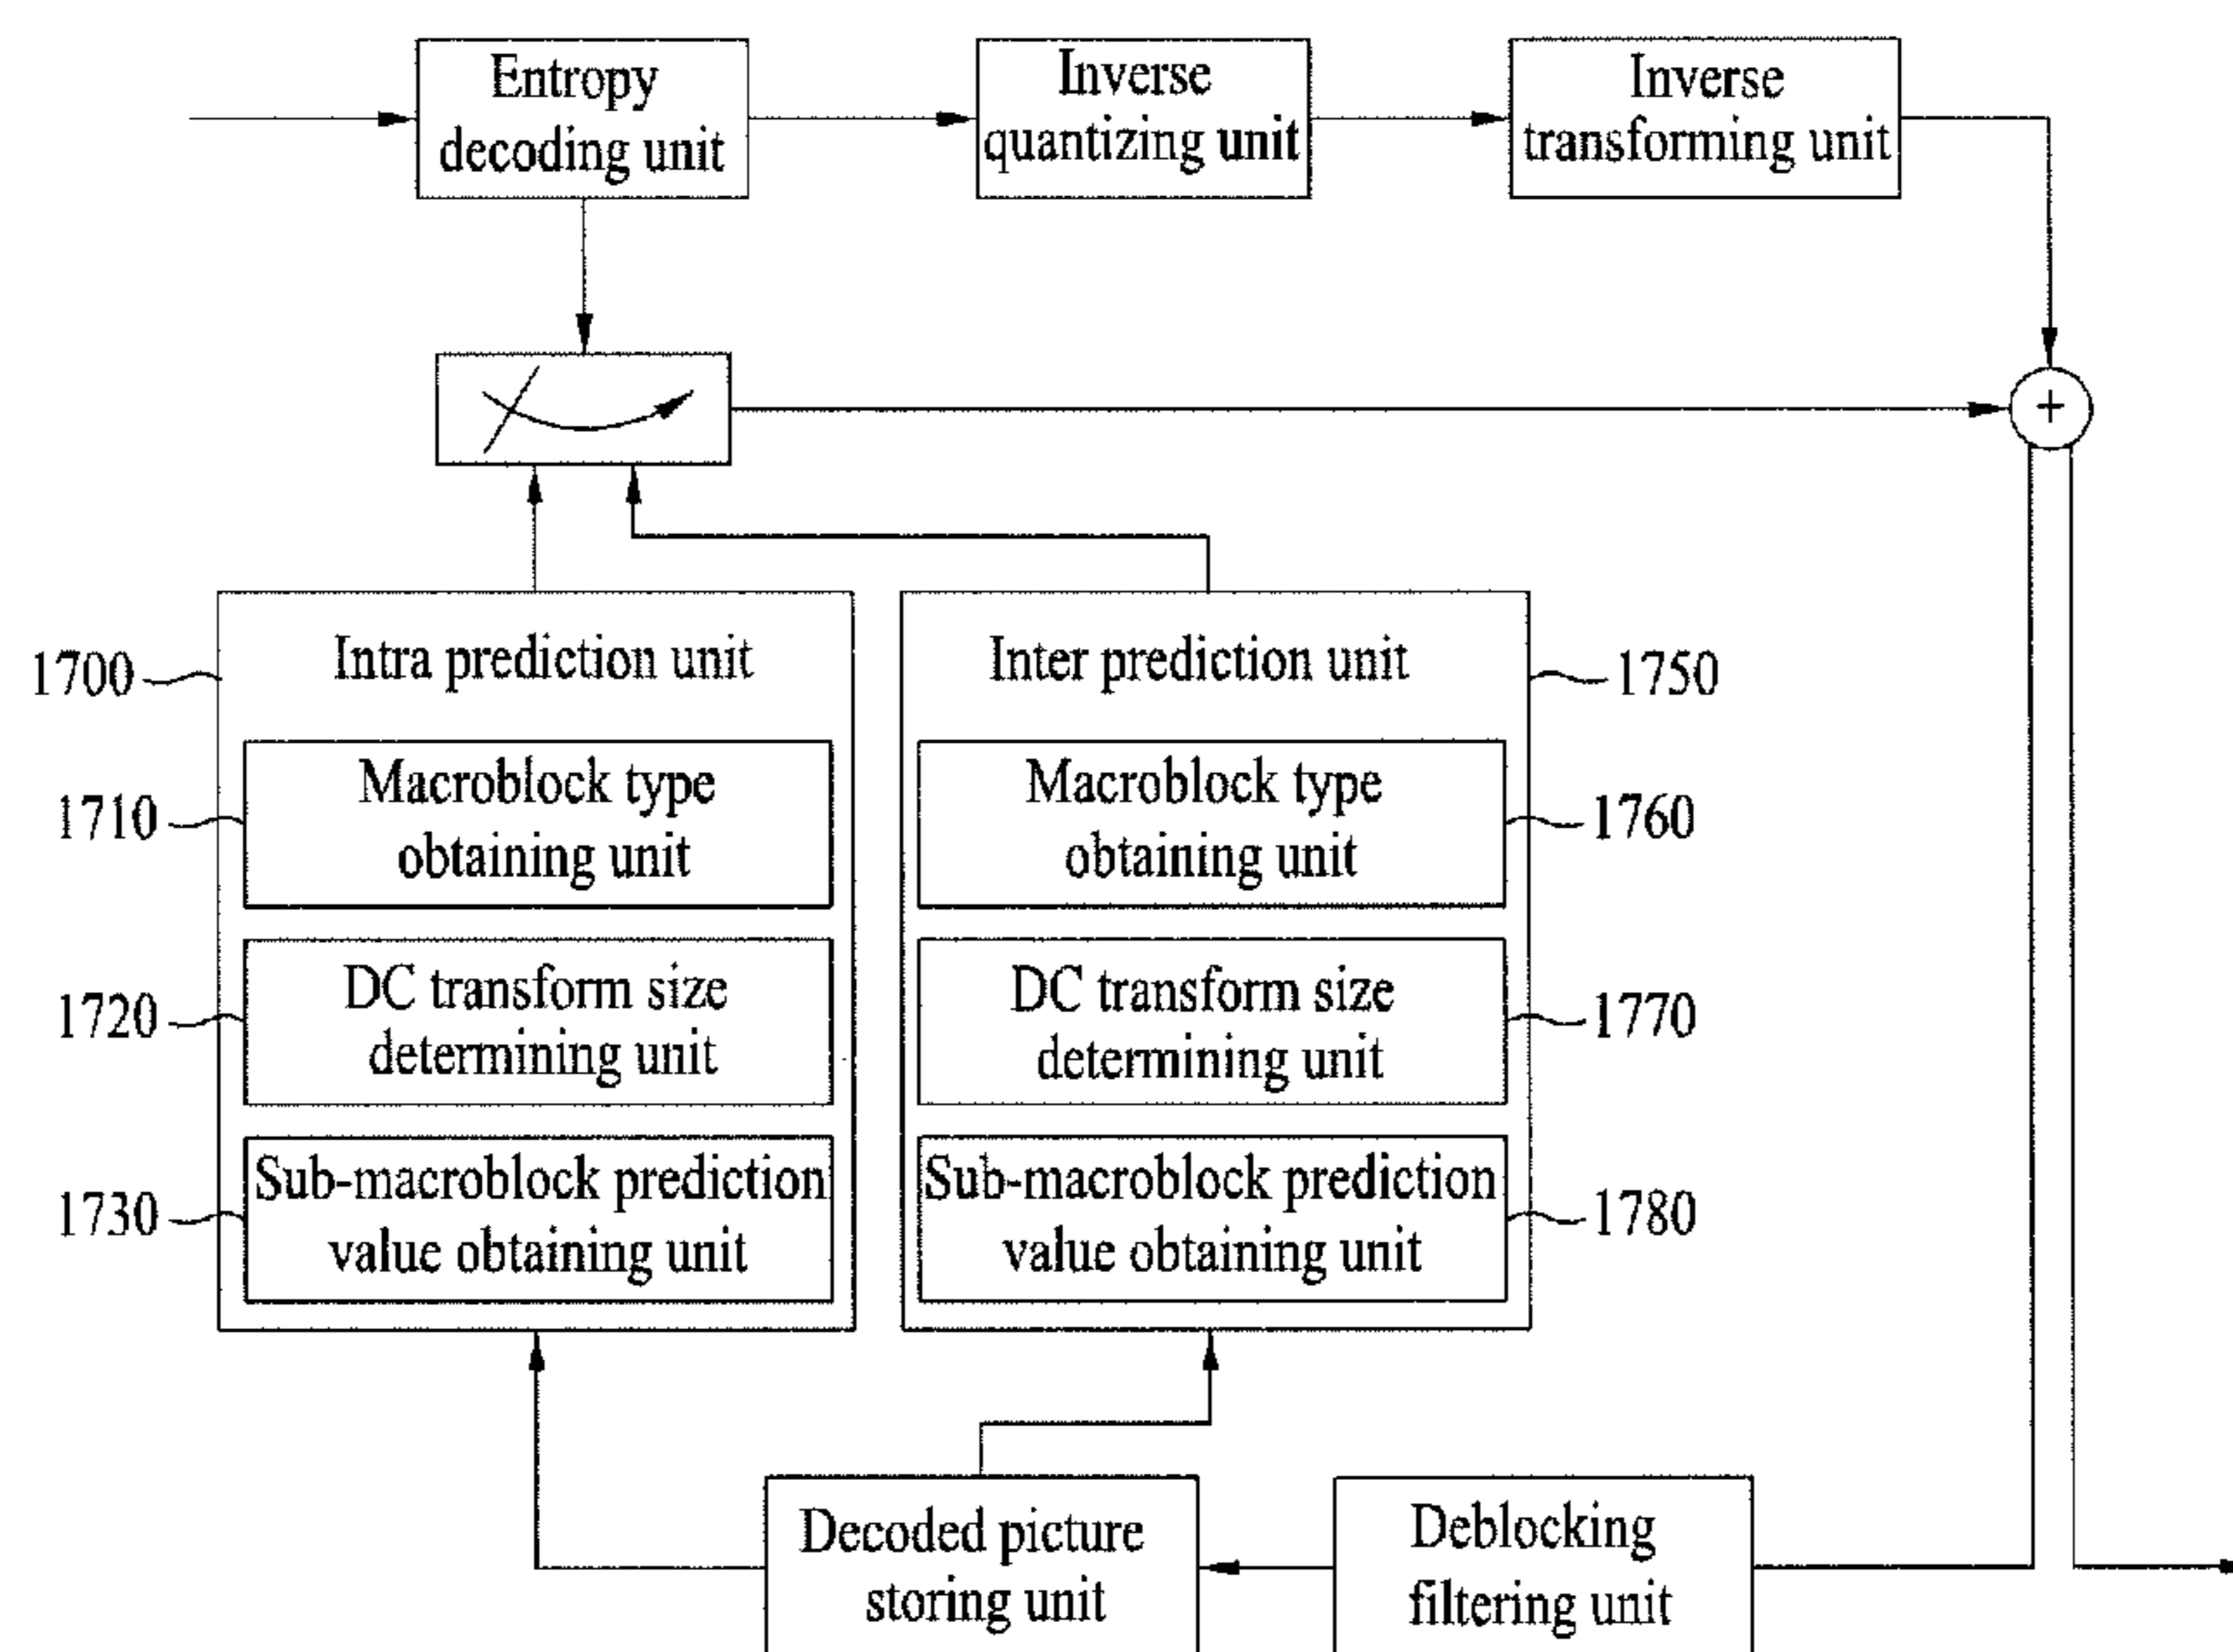 Entropy
decoding unit
Inverse
quantizing unit
Inverse
transforming unit
+
1700
Intra prediction unit
Inter prediction unit
1750
1710
Macroblock type
obtaining unit
Macroblock type
obtaining unit
1760
1720
DC transform size
determining unit
DC transform size
determining unit
1770
1730
Sub-macroblock prediction
value obtaining unit
Sub-macroblock prediction
value obtaining unit
1780
Decoded picture
storing unit
Deblocking
filtering unit